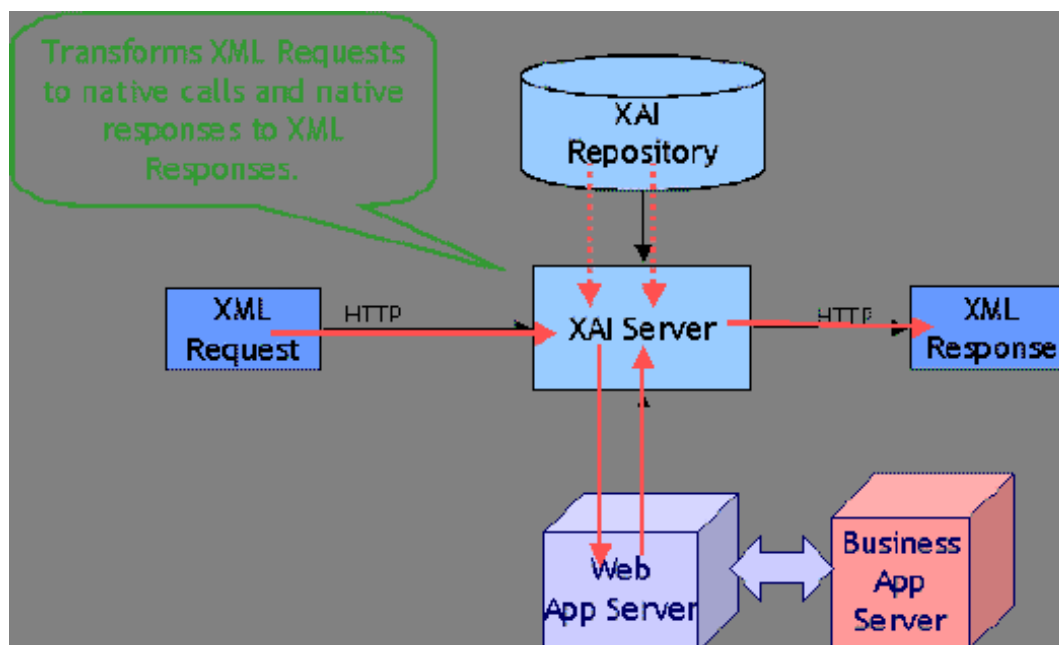 Transforms XML Requests
to native calls and native
responses to XML
Responses.
XAI
Repository
XML
Request
HTTP
XAI Server
HTTP
XML
Response
Web
App Server
Business
App
Server